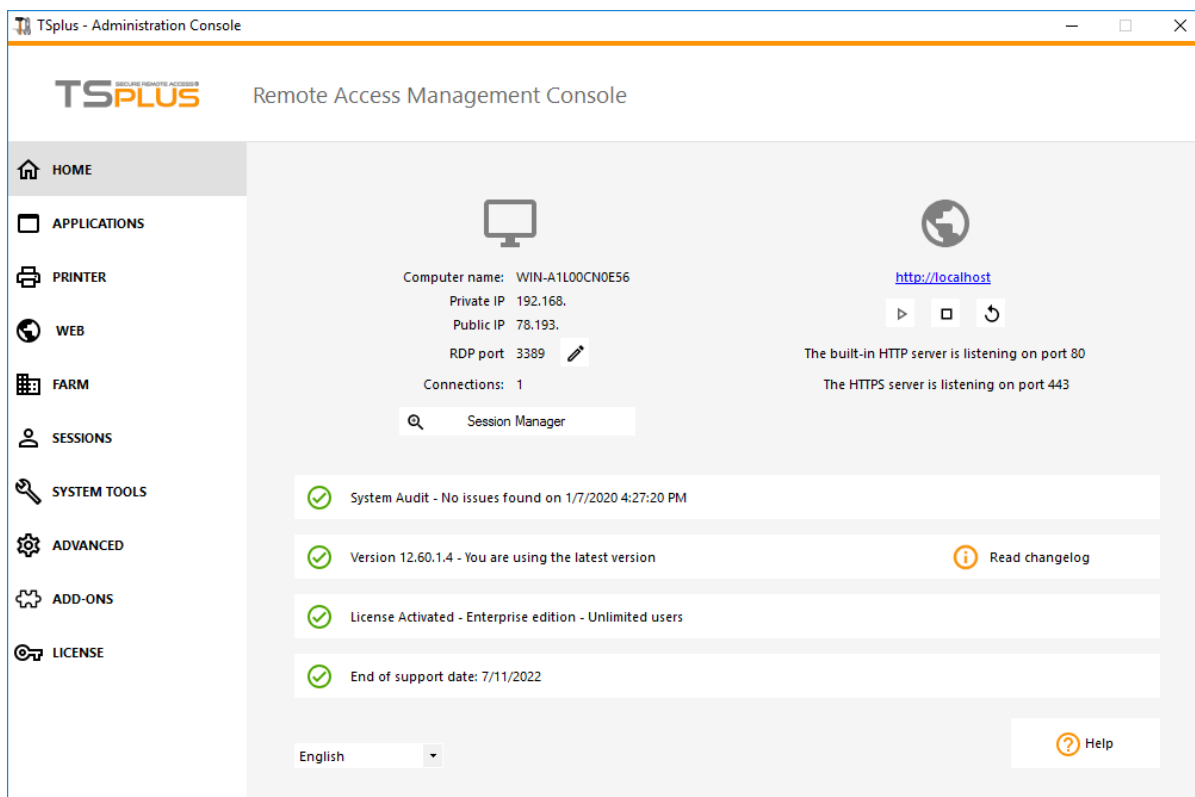 TSplus - Administration Console
TSPLUS SECURE REMOTE ACCESS®
Remote Access Management Console
HOME
APPLICATIONS
PRINTER
WEB
FARM
SESSIONS
SYSTEM TOOLS
ADVANCED
ADD-ONS
LICENSE
Computer name: WIN-A1L00CN0E56
Private IP 192.168.
Public IP 78.193.
RDP port 3389
Connections: 1
Session Manager
http://localhost
The built-in HTTP server is listening on port 80
The HTTPS server is listening on port 443
System Audit - No issues found on 1/7/2020 4:27:20 PM
Version 12.60.1.4 - You are using the latest version Read changelog
License Activated - Enterprise edition - Unlimited users
End of support date: 7/11/2022
English
Help